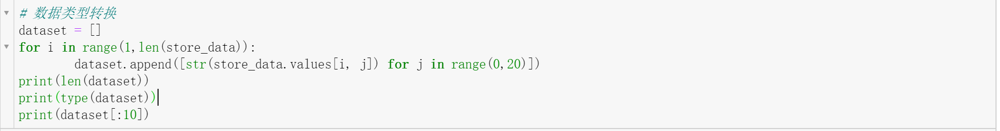 # 数据类型转换
dataset = []
for i in range(1,len(store_data)):
        dataset.append([str(store_data.values[i, j]) for j in range(0,20)])
print(len(dataset))
print(type(dataset))
print(dataset[:10])